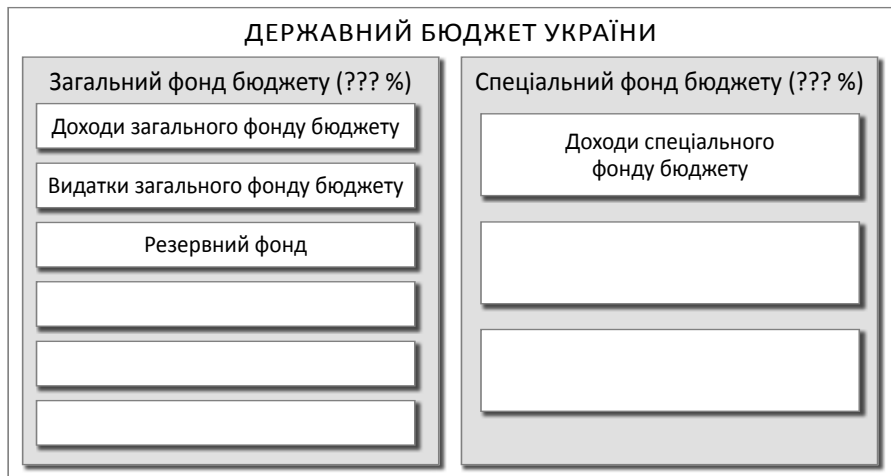 ДЕРЖАВНИЙ БЮДЖЕТ УКРАЇНИ
Загальний фонд бюджету (??? %)
Доходи загального фонду бюджету
Видатки загального фонду бюджету
Резервний фонд
Спеціальний фонд бюджету (??? %)
Доходи спеціального
фонду бюджету